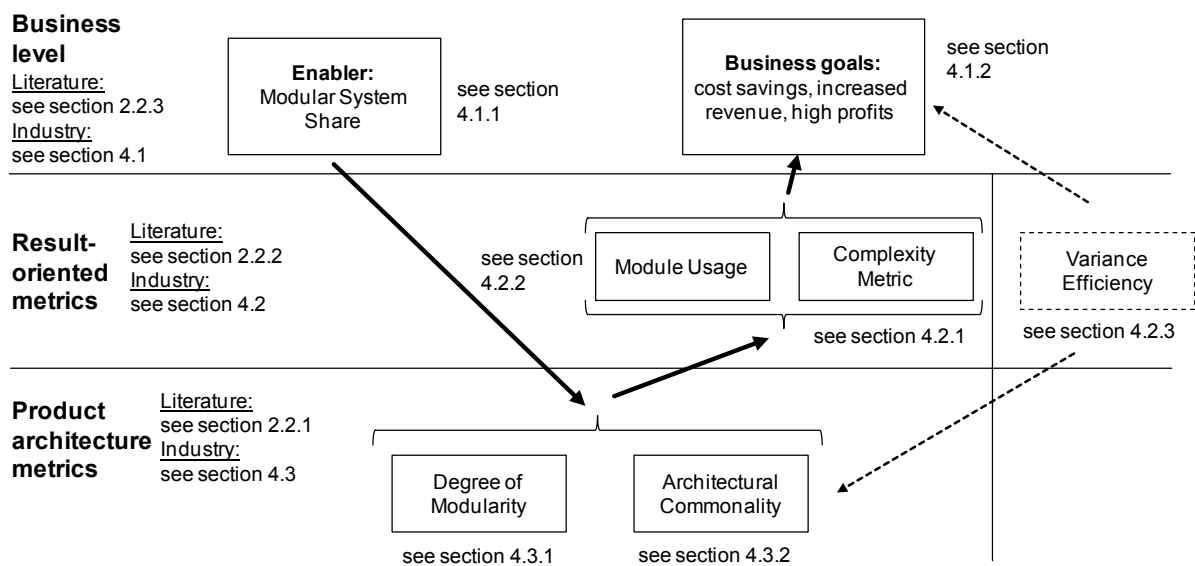 Business
level
Literature:
see section 2.2.3
Industry:
see section 4.1
Enabler:
Modular System
Share
see section
4.1.1
Business goals:
cost savings, increased
revenue, high profits
see section
4.1.2
Result-
oriented
metrics
Literature:
see section 2.2.2
Industry:
see section 4.2
see section
4.2.2
Module Usage
Complexity
Metric
see section 4.2.1
Variance
Efficiency
see section 4.2.3
Product
architecture
metrics
Literature:
see section 2.2.1
Industry:
see section 4.3
Degree of
Modularity
see section 4.3.1
Architectural
Commonality
see section 4.3.2